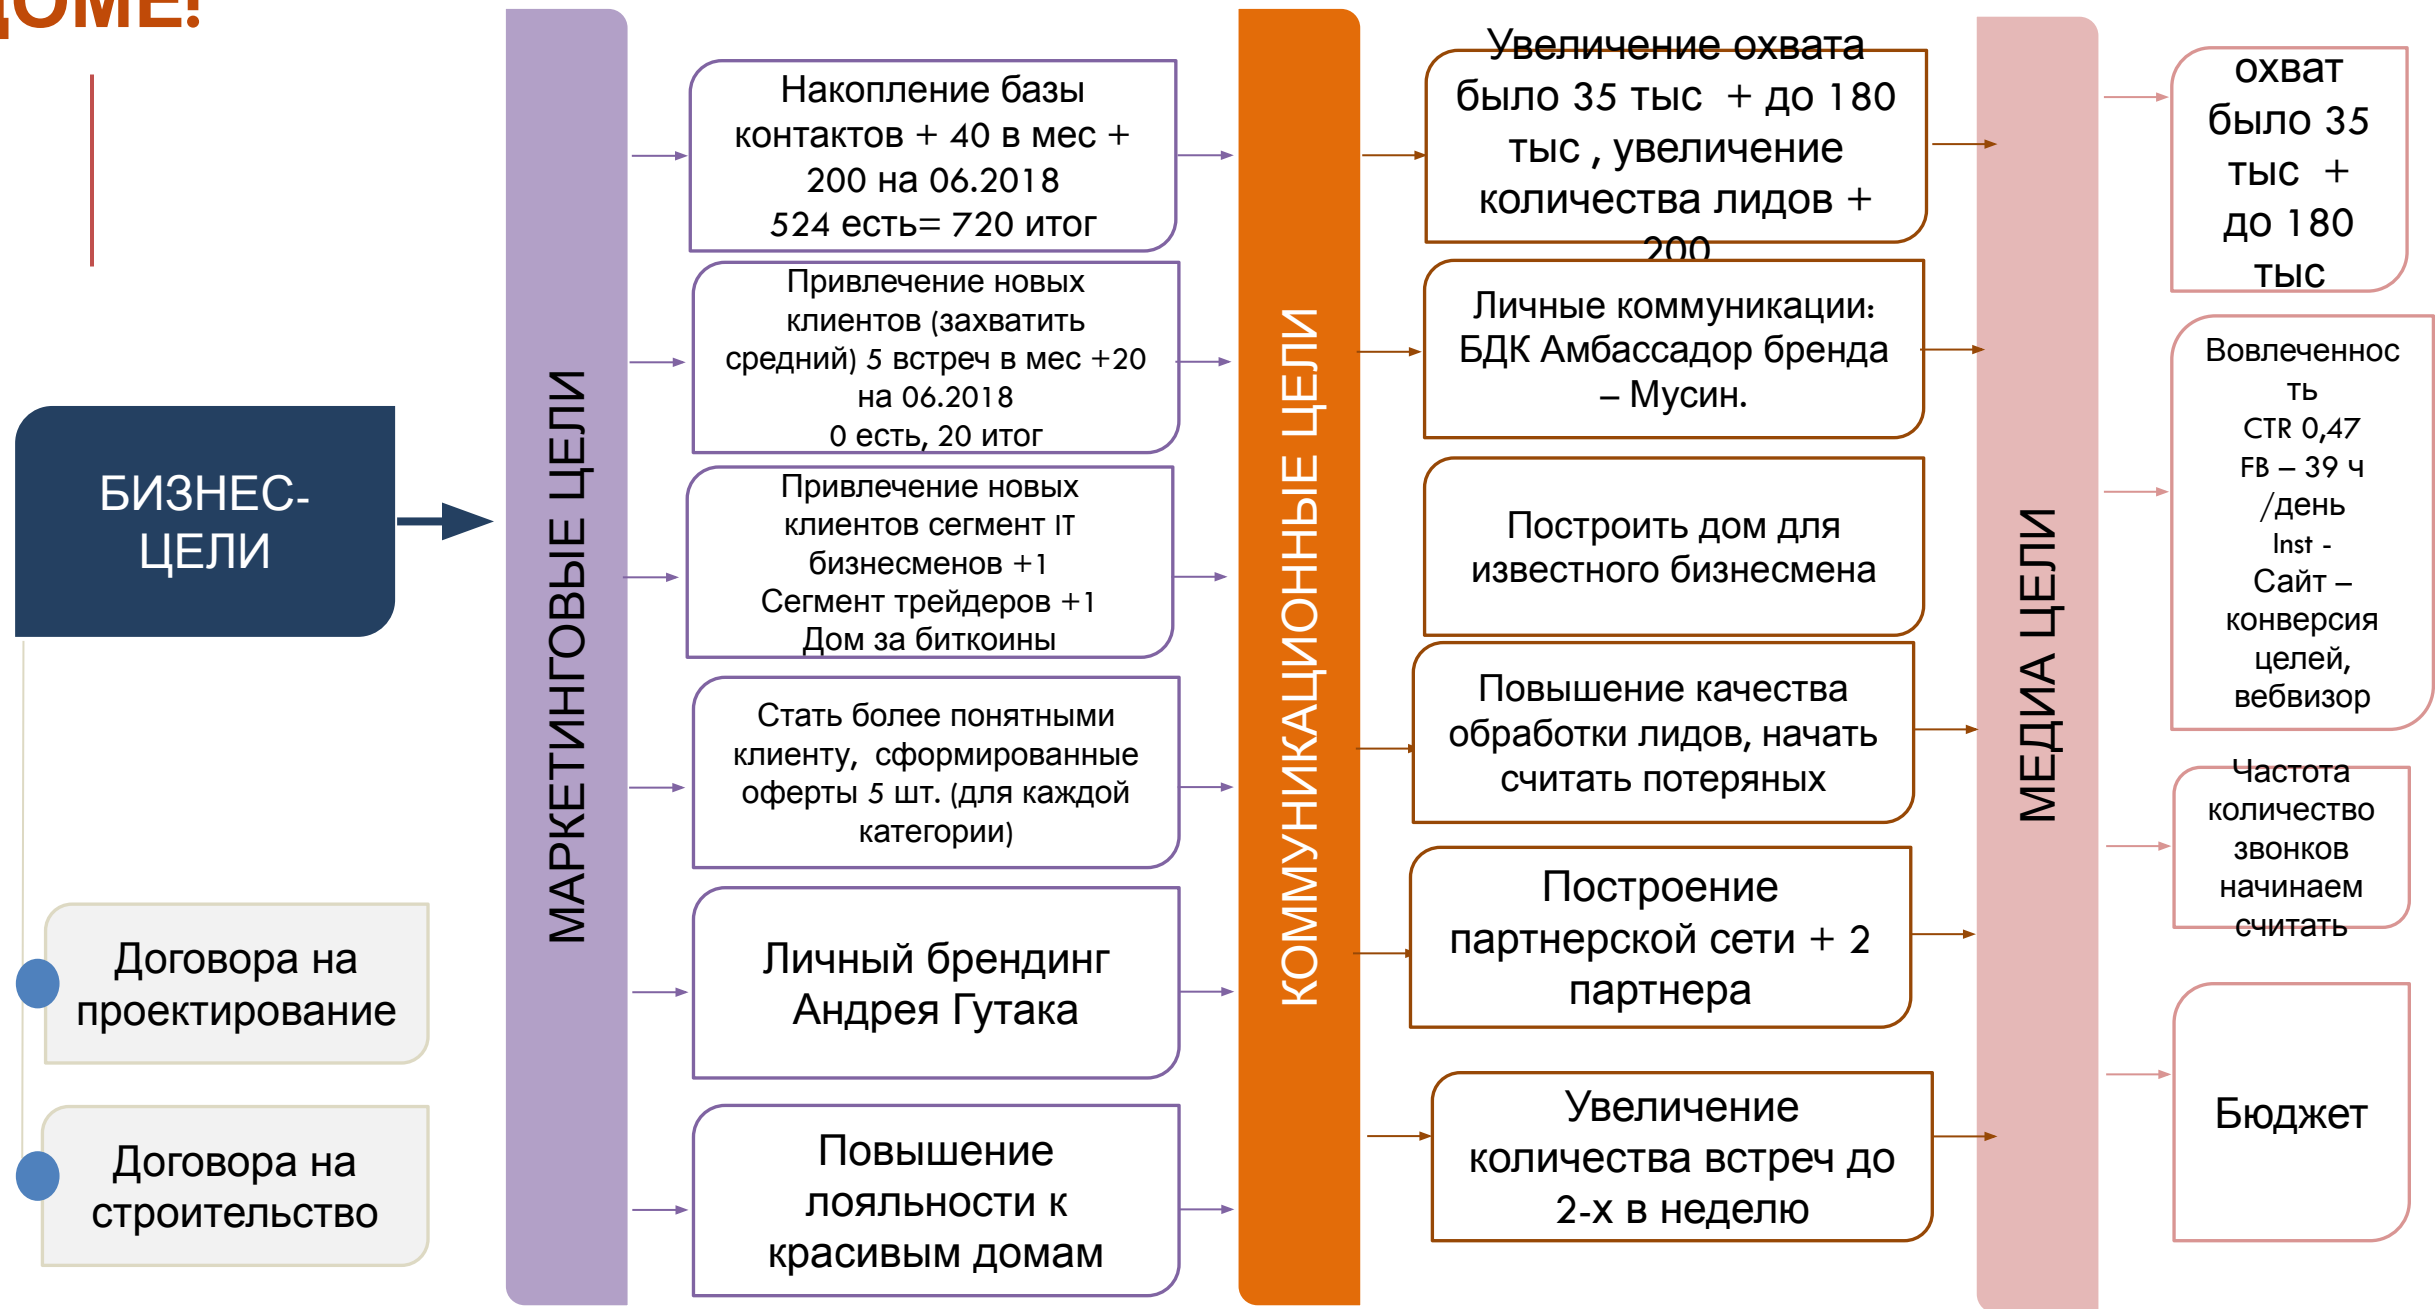 ДОМЕ!
БИЗНЕС-
ЦЕЛИ
Договора на
проектирование
Договора на
строительство
МАРКЕТИНГОВЫЕ ЦЕЛИ
Накопление базы
контактов + 40 в мес +
200 на 06.2018
524 есть= 720 итог
Привлечение новых
клиентов (захватить
средний) 5 встреч в мес +20
на 06.2018
0 есть, 20 итог
Привлечение новых
клиентов сегмент IT
бизнесменов +1
Сегмент трейдеров +1
Дом за биткоины
Стать более понятными
клиенту, сформированные
оферты 5 шт. (для каждой
категории)
Личный брендинг
Андрея Гутака
Повышение
лояльности к
красивым домам
КОММУНИКАЦИОННЫЕ ЦЕЛИ
Увеличение охвата
было 35 тыс + до 180
тыс , увеличение
количества лидов +
200
Личные коммуникации:
БДК Амбассадор бренда
– Мусин.
Построить дом для
известного бизнесмена
Повышение качества
обработки лидов, начать
считать потеряных
Построение
партнерской сети + 2
партнера
Увеличение
количества встреч до
2-х в неделю
МЕДИА ЦЕЛИ
охват
было 35
тыс +
до 180
тыс
Вовлеченнос
ть
CTR 0,47
FB – 39 ч
/день
Inst -
Сайт –
конверсия
целей,
вебвизор
Частота
количество
звонков
начинаем
считать
Бюджет